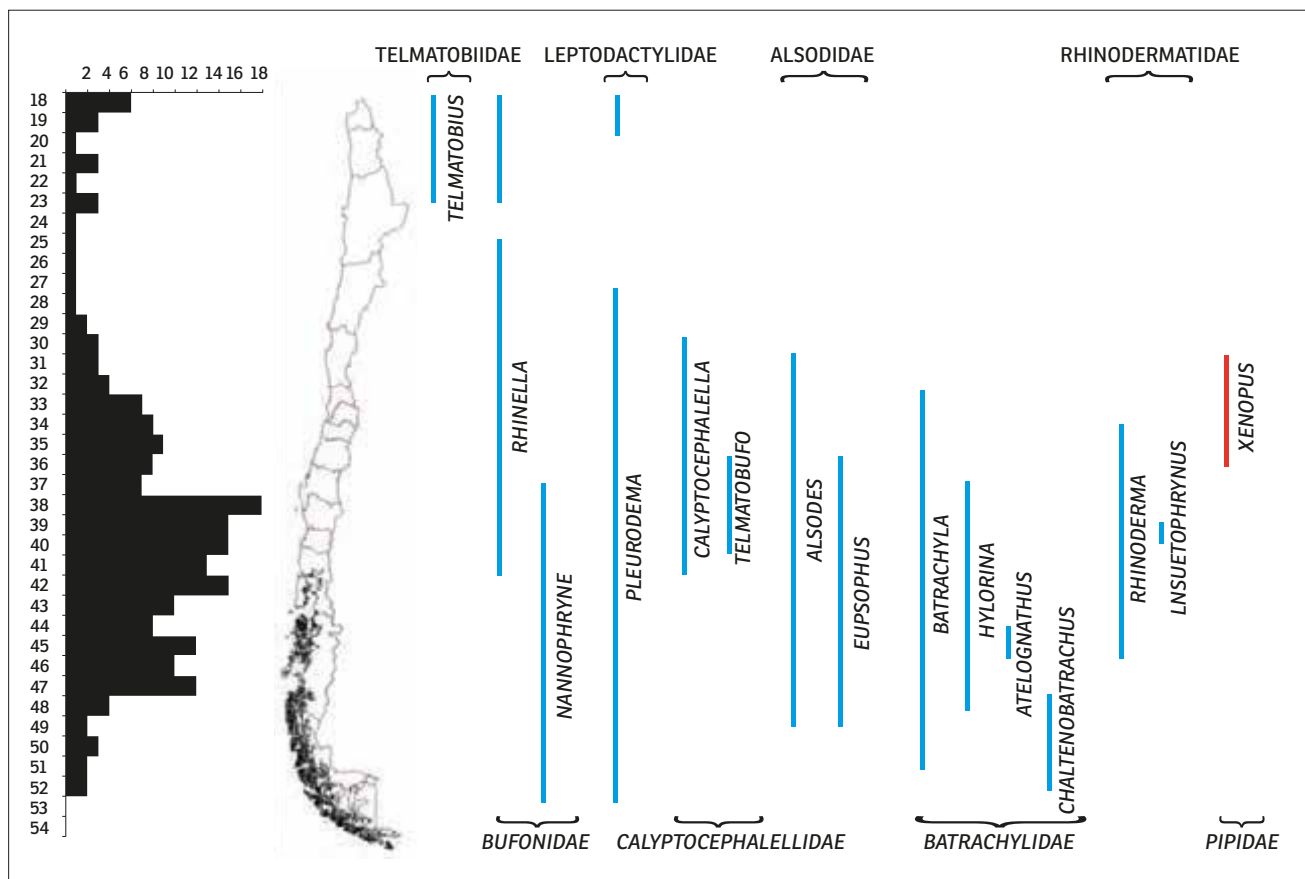 TELMATOBIIDAE LEPTODACTYLIDAE ALSODIDAE RHINODERMATIDAE
2 4 6 8 10 12 14 16 18
18
19
20
21
22
23
24
25
26
27
28
29
30
31
32
33
34
35
36
37
38
39
40
41
42
43
44
45
46
47
48
49
50
51
52
53
54
TELMATOBIUS
RHINELLA
NANNOPHRYNE
PLEURODEMA
CALYPTOCEPHALELLA
TELMATOBUFO
ALSODES
EUPSOPHUS
BATRACHYLA
HYLORINA
ATELOGNATHUS
CHALTENOBATRACHUS
RHINODERMA
LNSUETOPHRYNUS
XENOPUS
BUFONIDAE CALYPTOCEPHALELLIDAE BATRACHYLIDAE PIPIDAE